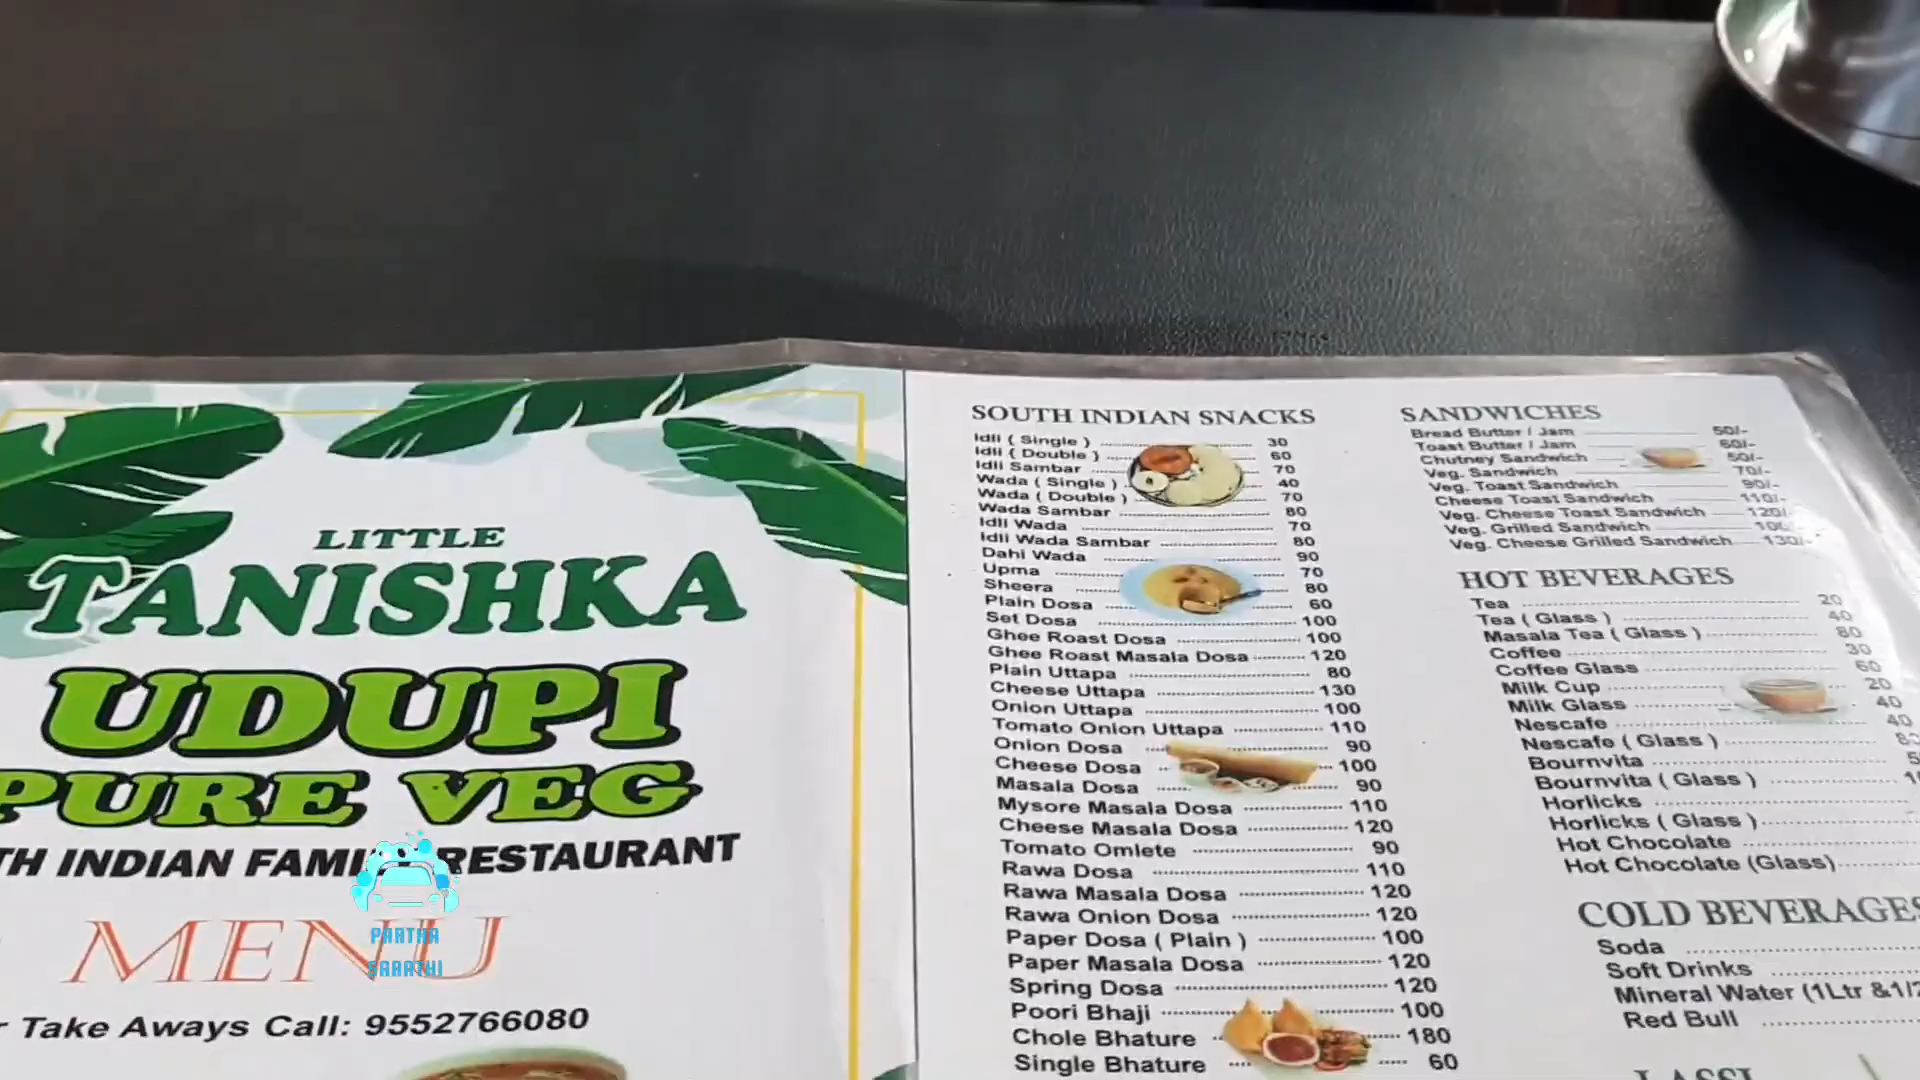 LITTLE
TANISHKA
UDUPI
PURE VEG
TH INDIAN FAMILY RESTAURANT
MENU
PARTHA
SARATHI
r Take Aways Call: 9552766080
SOUTH INDIAN SNACKS
Idli ( Single ) 30
Idli ( Double ) 60
Idli Sambar 70
Wada ( Single ) 40
Wada ( Double ) 70
Wada Sambar 80
Idli Wada 70
Idli Wada Sambar 80
Dahi Wada 90
Upma 70
Sheera 80
Plain Dosa 60
Set Dosa 100
Ghee Roast Dosa 100
Ghee Roast Masala Dosa 120
Plain Uttapa 80
Cheese Uttapa 130
Onion Uttapa 100
Tomato Onion Uttapa 110
Onion Dosa 90
Cheese Dosa 100
Masala Dosa 90
Mysore Masala Dosa 110
Cheese Masala Dosa 120
Tomato Omlete 90
Rawa Dosa 110
Rawa Masala Dosa 120
Rawa Onion Dosa 120
Paper Dosa ( Plain ) 100
Paper Masala Dosa 120
Spring Dosa 120
Poori Bhaji 100
Chole Bhature 180
Single Bhature 60
SANDWICHES
Bread Butter / Jam 50/-
Toast Butter / Jam 60/-
Chutney Sandwich 50/-
Veg. Sandwich 70/-
Veg. Toast Sandwich 90/-
Cheese Toast Sandwich 110/-
Veg. Cheese Toast Sandwich 120/-
Veg. Grilled Sandwich 100/-
Veg. Cheese Grilled Sandwich 130/-
HOT BEVERAGES
Tea 20
Tea ( Glass ) 40
Masala Tea ( Glass ) 80
Coffee 30
Coffee Glass 60
Milk Cup 20
Milk Glass 40
Nescafe 40
Nescafe ( Glass )
Bournvita
Bournvita ( Glass )
Horlicks
Horlicks ( Glass )
Hot Chocolate
Hot Chocolate (Glass)
COLD BEVERAGES
Soda
Soft Drinks
Mineral Water (1Ltr &1/2
Red Bull
LASSI